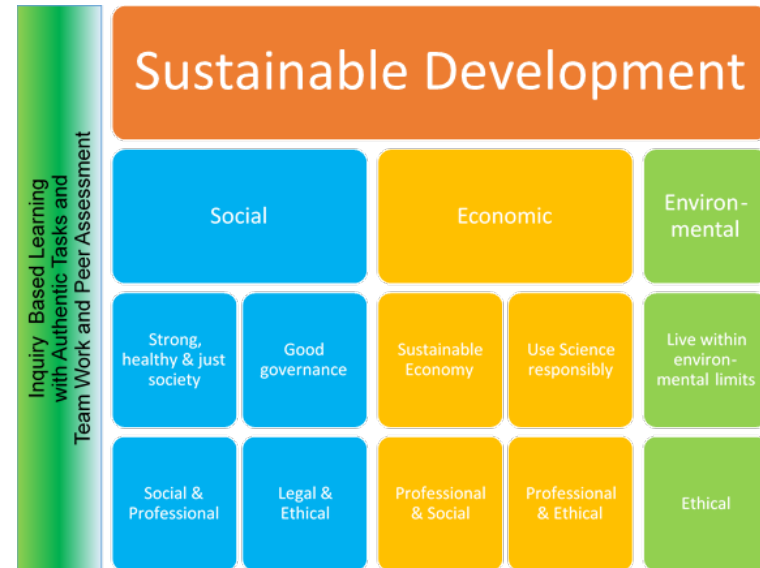 Inquiry Based Learning
with Authentic Tasks and
Team Work and Peer Assessment
Sustainable Development
Social
Economic
Environ-
mental
Strong,
healthy & just
society
Good
governance
Sustainable
Economy
Use Science
responsibly
Live within
environ-
mental limits
Social &
Professional
Legal &
Ethical
Professional
& Social
Professional
& Ethical
Ethical